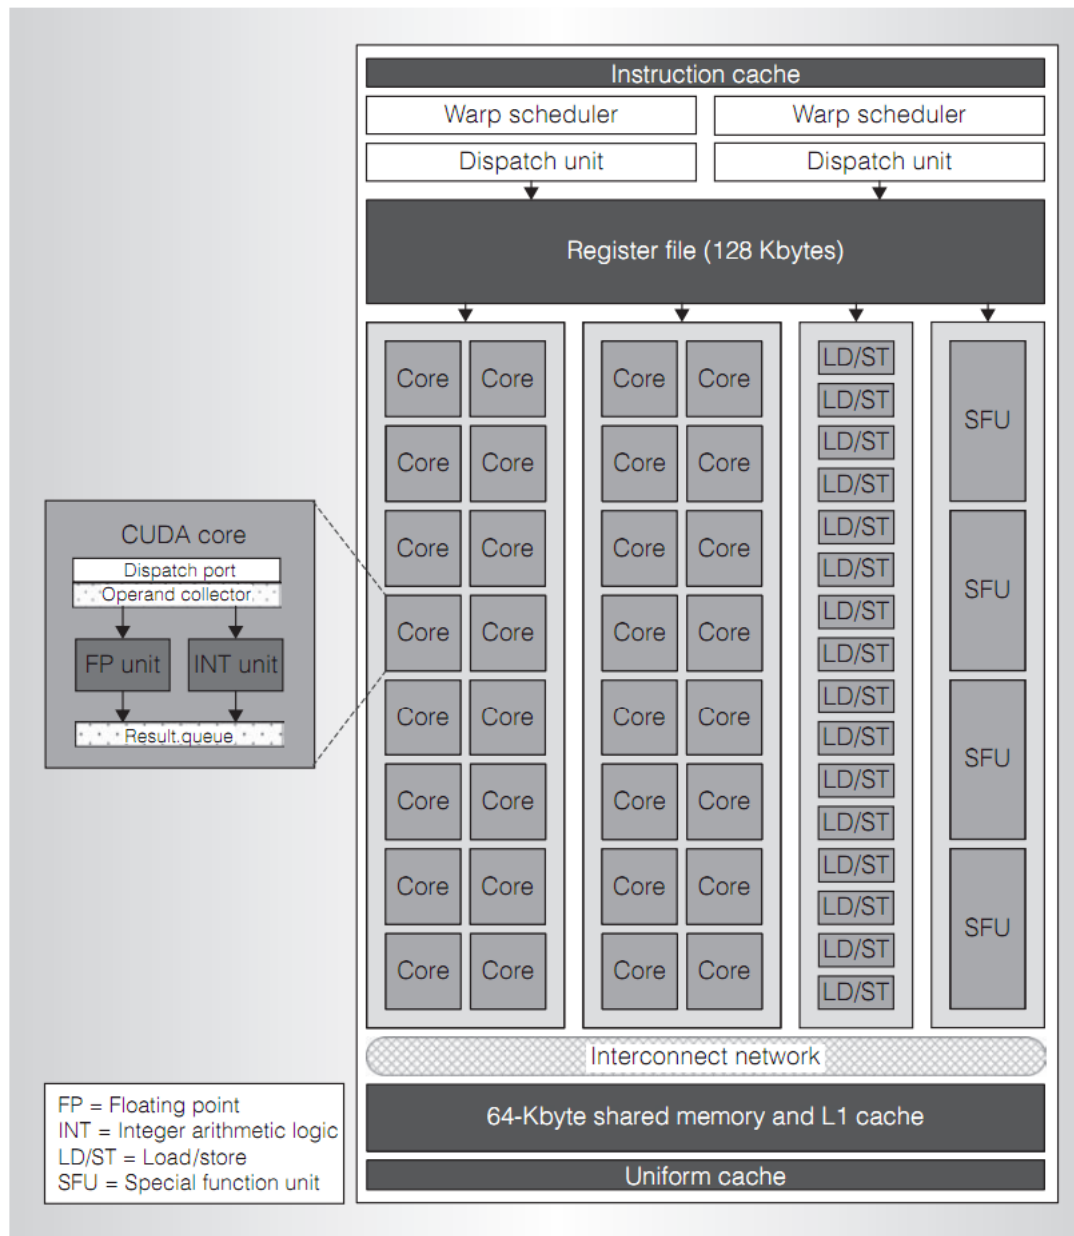 Instruction cache
Warp scheduler Warp scheduler
Dispatch unit Dispatch unit
Register file (128 Kbytes)
Core Core Core Core LD/ST SFU
LD/ST
Core Core Core Core LD/ST
LD/ST
Core Core Core Core LD/ST SFU
LD/ST
Core Core Core Core LD/ST
LD/ST
Core Core Core Core LD/ST SFU
LD/ST
Core Core Core Core LD/ST
LD/ST
Core Core Core Core LD/ST SFU
LD/ST
Core Core Core Core LD/ST
LD/ST
CUDA core
Dispatch port
Operand collector
FP unit INT unit
Result queue
Interconnect network
64-Kbyte shared memory and L1 cache
Uniform cache
FP = Floating point
INT = Integer arithmetic logic
LD/ST = Load/store
SFU = Special function unit